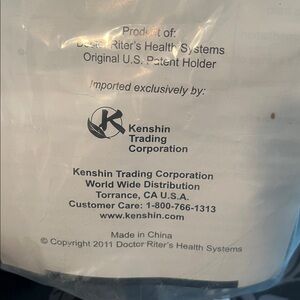 Product of:
Doctor Riter's Health Systems
Original U.S. Patent Holder
Imported exclusively by:
Kenshin
Trading
Corporation
Kenshin Trading Corporation
World Wide Distribution
Torrance, CA U.S.A.
Customer Care: 1-800-766-1313
www.kenshin.com
Made in China
© Copyright 2011 Doctor Riter's Health Systems